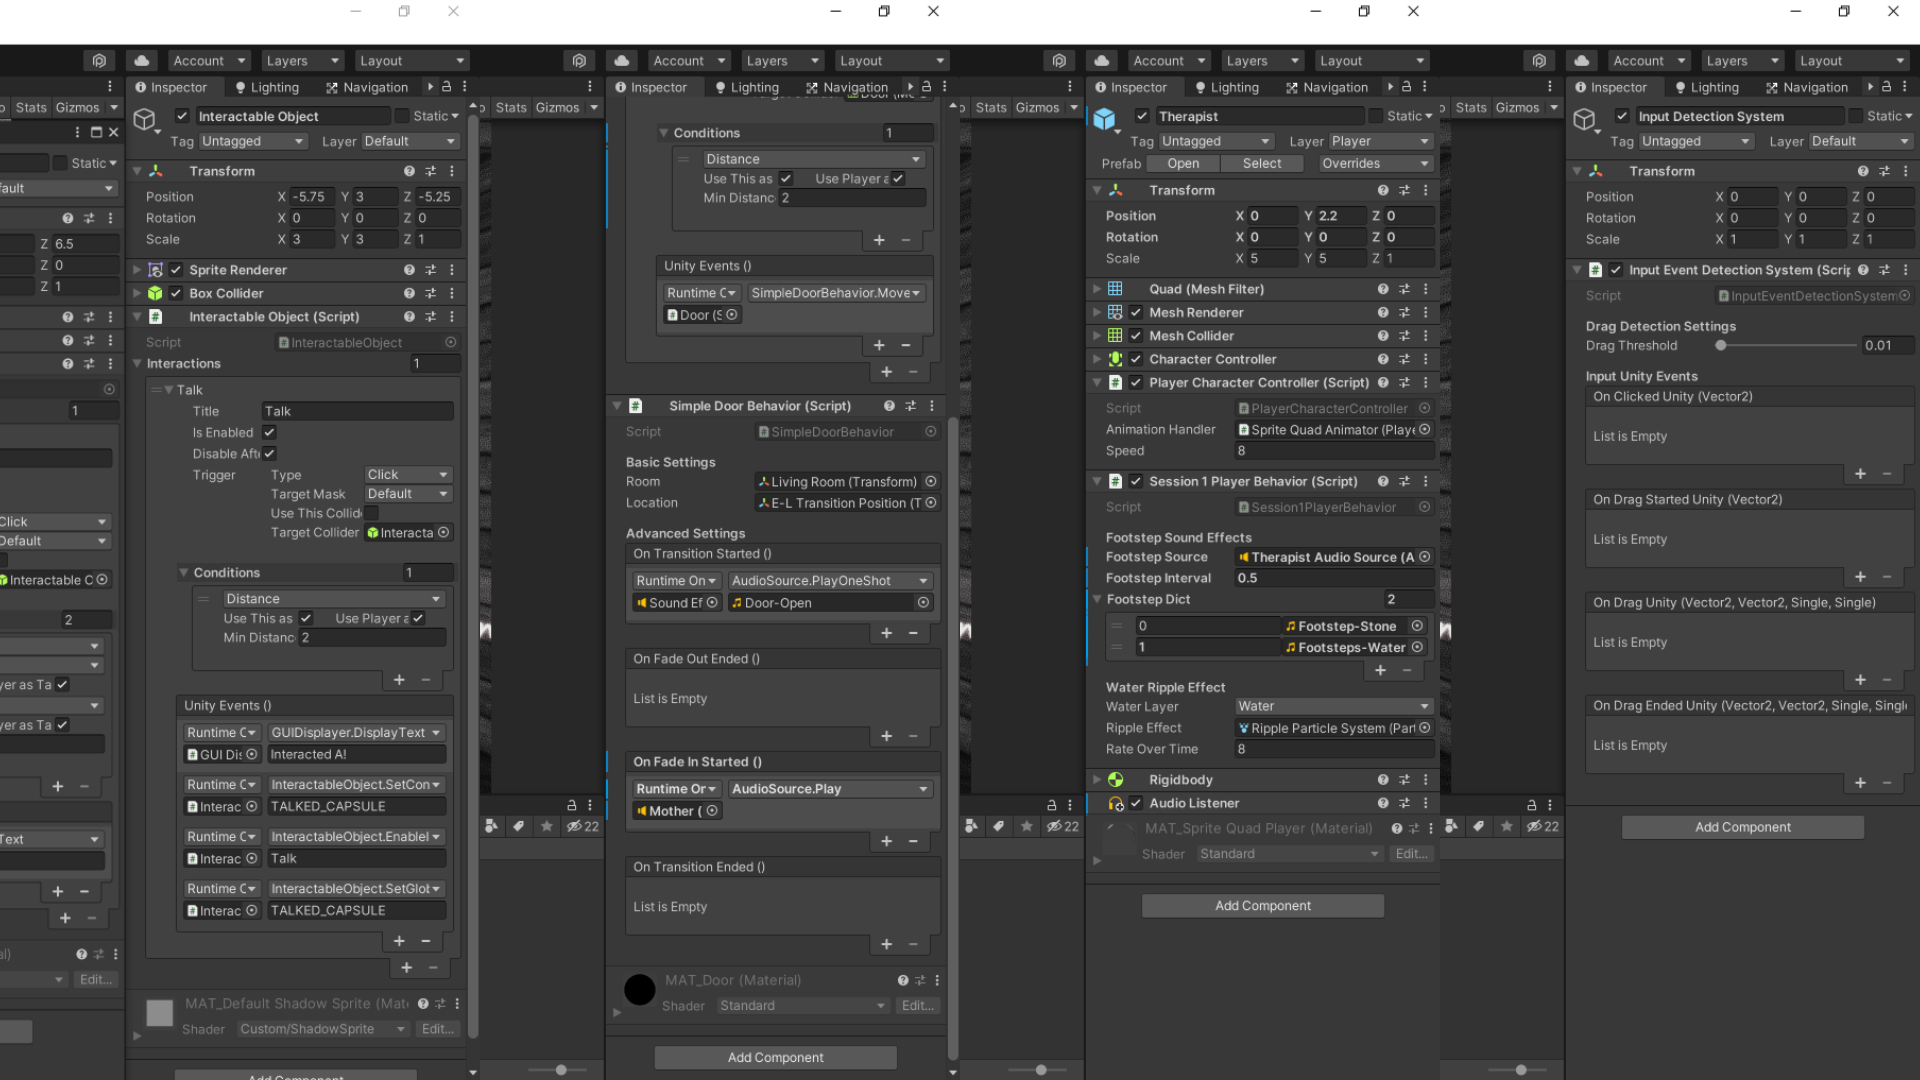 Account
Layers
Layout
Inspector
Lighting
Navigation
Stats Gizmos
Interactable Object
Static
Tag Untagged Layer Default
Static
Transform
Position X -5.75 Y 3 Z -5.25
Rotation X 0 Y 0 Z 0
Scale X 3 Y 3 Z 1
Z 6.5
Z 0
Z 1
Sprite Renderer
Box Collider
Interactable Object (Script)
Script InteractableObject
Interactions 1
Talk
Title Talk
Is Enabled
Disable Aft
Trigger Type Click
Target Mask Default
Use This Collid
Target Collider Interacta
1
Click
Default
Interactable C
2
Conditions 1
Distance
Use This as Use Player a
Min Distanc 2
yer as Ta
yer as Ta
Unity Events ()
Runtime C GUIDisplayer.DisplayText
GUI Dis Interacted A!
Runtime C InteractableObject.SetCon
Interac TALKED_CAPSULE
Runtime C InteractableObject.Enablel
Interac Talk
Runtime C InteractableObject.SetGlob
Interac TALKED_CAPSULE
Text
Edit...
MAT_Default Shadow Sprite (Mat
Shader Custom/ShadowSprite Edit...
Add Component
22
Account
Layers
Layout
Inspector
Lighting
Navigation
Stats Gizmos
Conditions 1
Distance
Use This as Use Player a
Min Distanc 2
Unity Events ()
Runtime C SimpleDoorBehavior.Move
Door (S
Simple Door Behavior (Script)
Script SimpleDoorBehavior
Basic Settings
Room Living Room (Transform)
Location E-L Transition Position (T
Advanced Settings
On Transition Started ()
Runtime On AudioSource.PlayOneShot
Sound Ef Door-Open
On Fade Out Ended ()
List is Empty
On Fade In Started ()
Runtime Or AudioSource.Play
Mother (
On Transition Ended ()
List is Empty
MAT_Door (Material)
Shader Standard Edit...
Add Component
22
Account
Layers
Layout
Inspector
Lighting
Navigation
Stats Gizmos
Therapist
Static
Tag Untagged Layer Player
Prefab Open Select Overrides
Transform
Position X 0 Y 2.2 Z 0
Rotation X 0 Y 0 Z 0
Scale X 5 Y 5 Z 1
Quad (Mesh Filter)
Mesh Renderer
Mesh Collider
Character Controller
Player Character Controller (Script)
Script PlayerCharacterController
Animation Handler Sprite Quad Animator (Playe
Speed 8
Session 1 Player Behavior (Script)
Script Session1PlayerBehavior
Footstep Sound Effects
Footstep Source Therapist Audio Source (A
Footstep Interval 0.5
Footstep Dict 2
0 Footstep-Stone
1 Footsteps-Water
Water Ripple Effect
Water Layer Water
Ripple Effect Ripple Particle System (Part
Rate Over Time 8
Rigidbody
Audio Listener
MAT_Sprite Quad Player (Material)
Shader Standard Edit...
Add Component
22
Account
Layers
Layout
Inspector
Lighting
Navigation
Stats Gizmos
Input Detection System
Static
Tag Untagged Layer Default
Transform
Position X 0 Y 0 Z 0
Rotation X 0 Y 0 Z 0
Scale X 1 Y 1 Z 1
Input Event Detection System (Scrip
Script InputEventDetectionSystem
Drag Detection Settings
Drag Threshold 0.01
Input Unity Events
On Clicked Unity (Vector2)
List is Empty
On Drag Started Unity (Vector2)
List is Empty
On Drag Unity (Vector2, Vector2, Single, Single)
List is Empty
On Drag Ended Unity (Vector2, Vector2, Single, Singl
List is Empty
Add Component